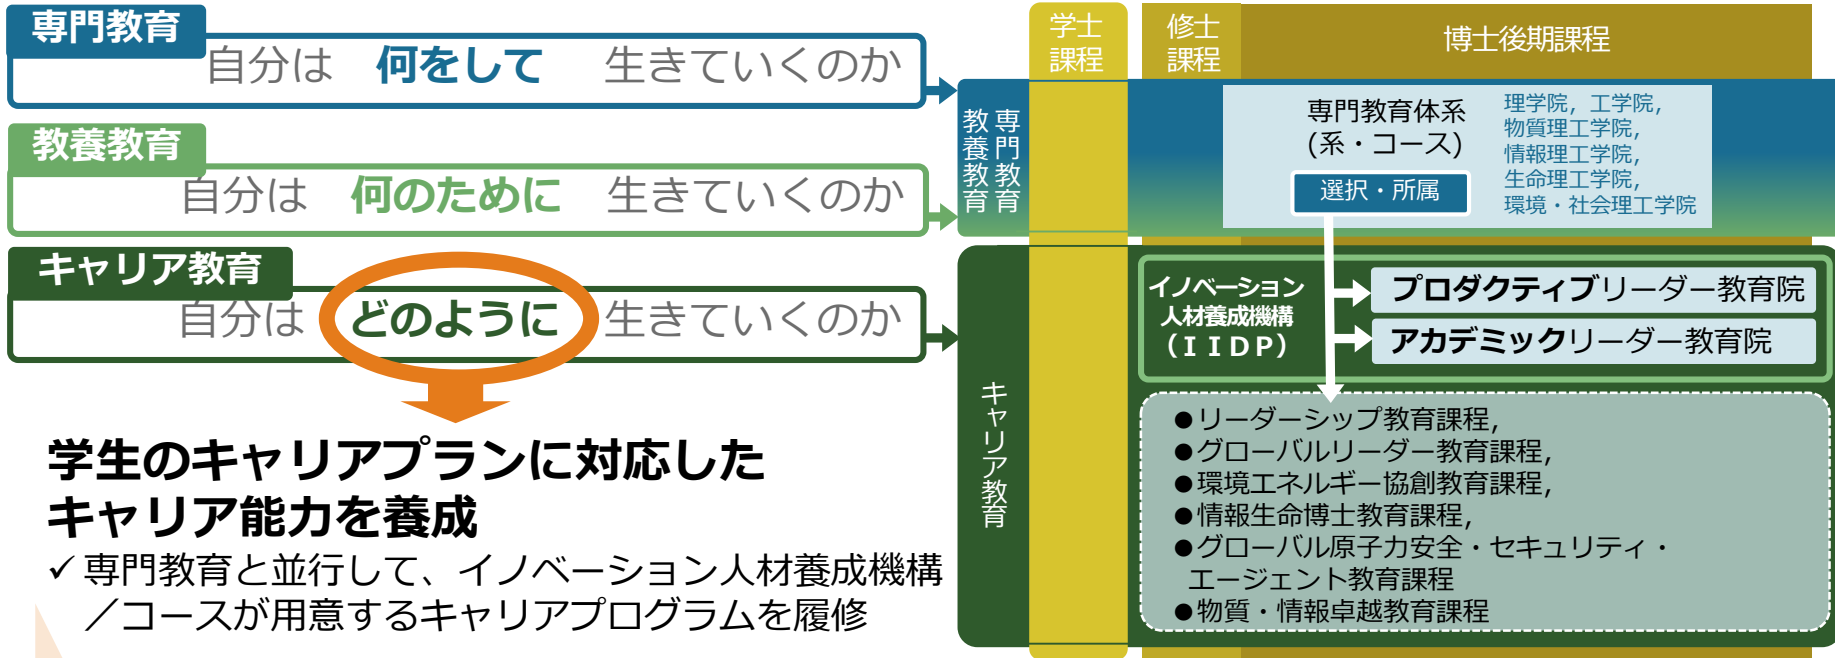 専門教育
自分は 何をして 生きていくのか
教養教育
自分は 何のために 生きていくのか
キャリア教育
自分は どのように 生きていくのか
学生のキャリアプランに対応した
キャリア能力を養成
✓専門教育と並行して、イノベーション人材養成機構
／コースが用意するキャリアプログラムを履修
学士
課程
修士
課程
博士後期課程
専門教育
教養教育
専門教育体系
(系・コース)
選択・所属
理学院，工学院，
物質理工学院，
情報理工学院，
生命理工学院，
環境・社会理工学院
キャリア教育
イノベーション
人材養成機構
（ＩＩＤＰ）
プロダクティブリーダー教育院
アカデミックリーダー教育院
●リーダーシップ教育課程，
●グローバルリーダー教育課程，
●環境エネルギー協創教育課程，
●情報生命博士教育課程，
●グローバル原子力安全・セキュリティ・
エージェント教育課程
●物質・情報卓越教育課程